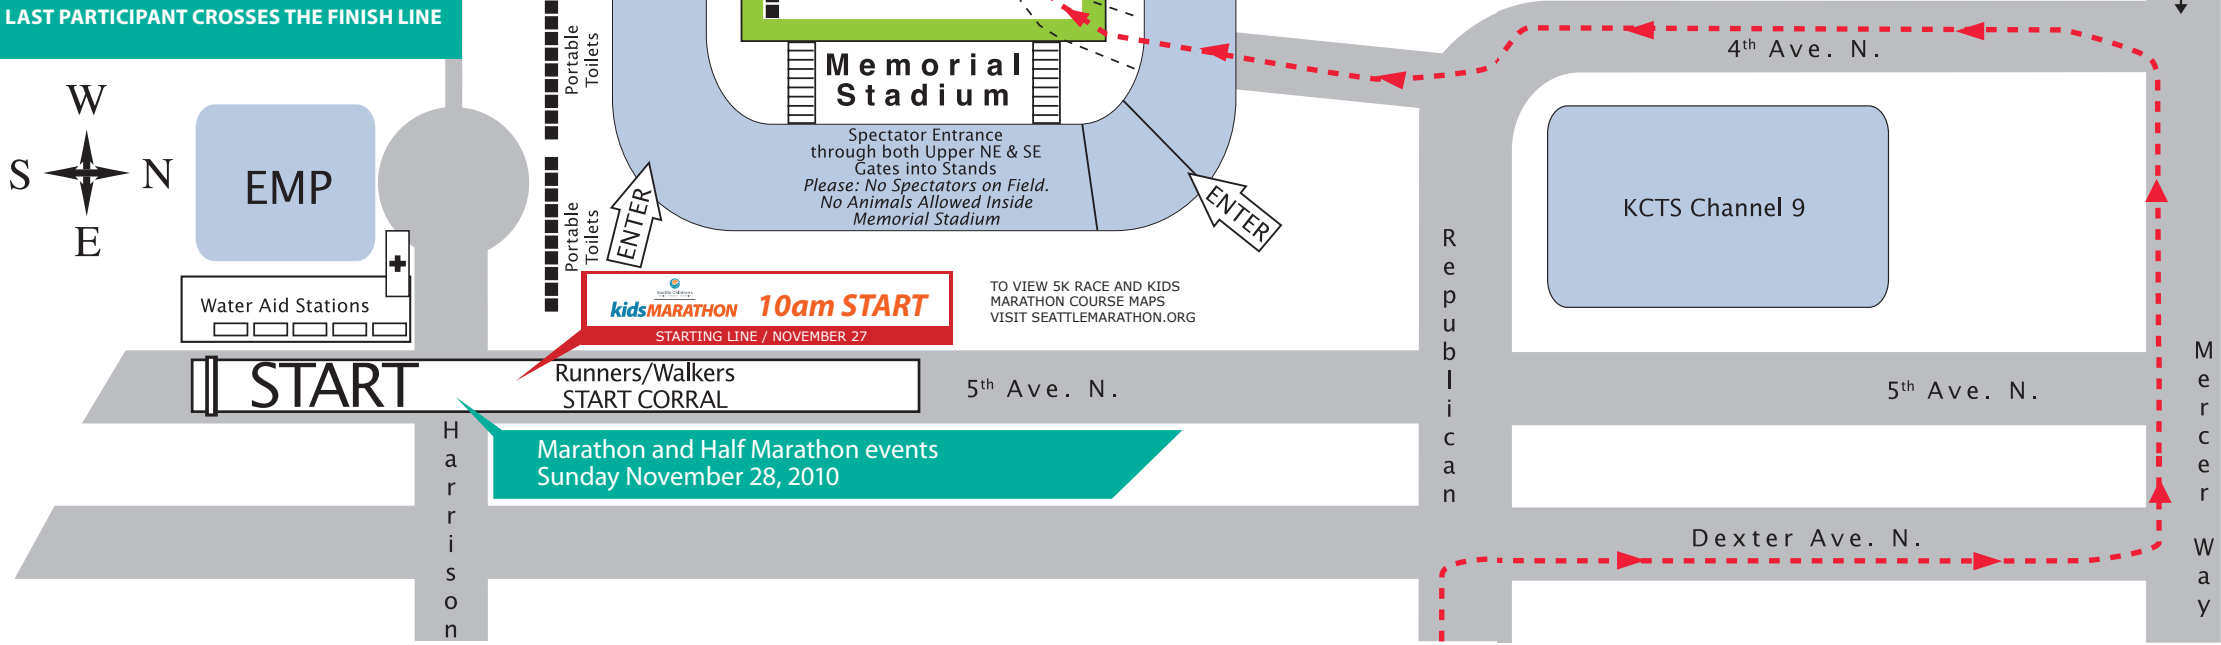 LAST PARTICIPANT CROSSES THE FINISH LINE
W
S
N
E
EMP
Portable
Toilets
Portable
Toilets
Memorial
Stadium
Spectator Entrance
through both Upper NE & SE
Gates into Stands
Please: No Spectators on Field.
No Animals Allowed Inside
Memorial Stadium
ENTER
ENTER
4th Ave. N.
KCTS Channel 9
Water Aid Stations
Seattle Children's
kidsMARATHON 10am START
STARTING LINE / NOVEMBER 27
TO VIEW 5K RACE AND KIDS
MARATHON COURSE MAPS
VISIT SEATTLEMARATHON.ORG
START
Runners/Walkers
START CORRAL
5th Ave. N.
5th Ave. N.
Republican
Mercer Way
Harrison
Marathon and Half Marathon events
Sunday November 28, 2010
Dexter Ave. N.